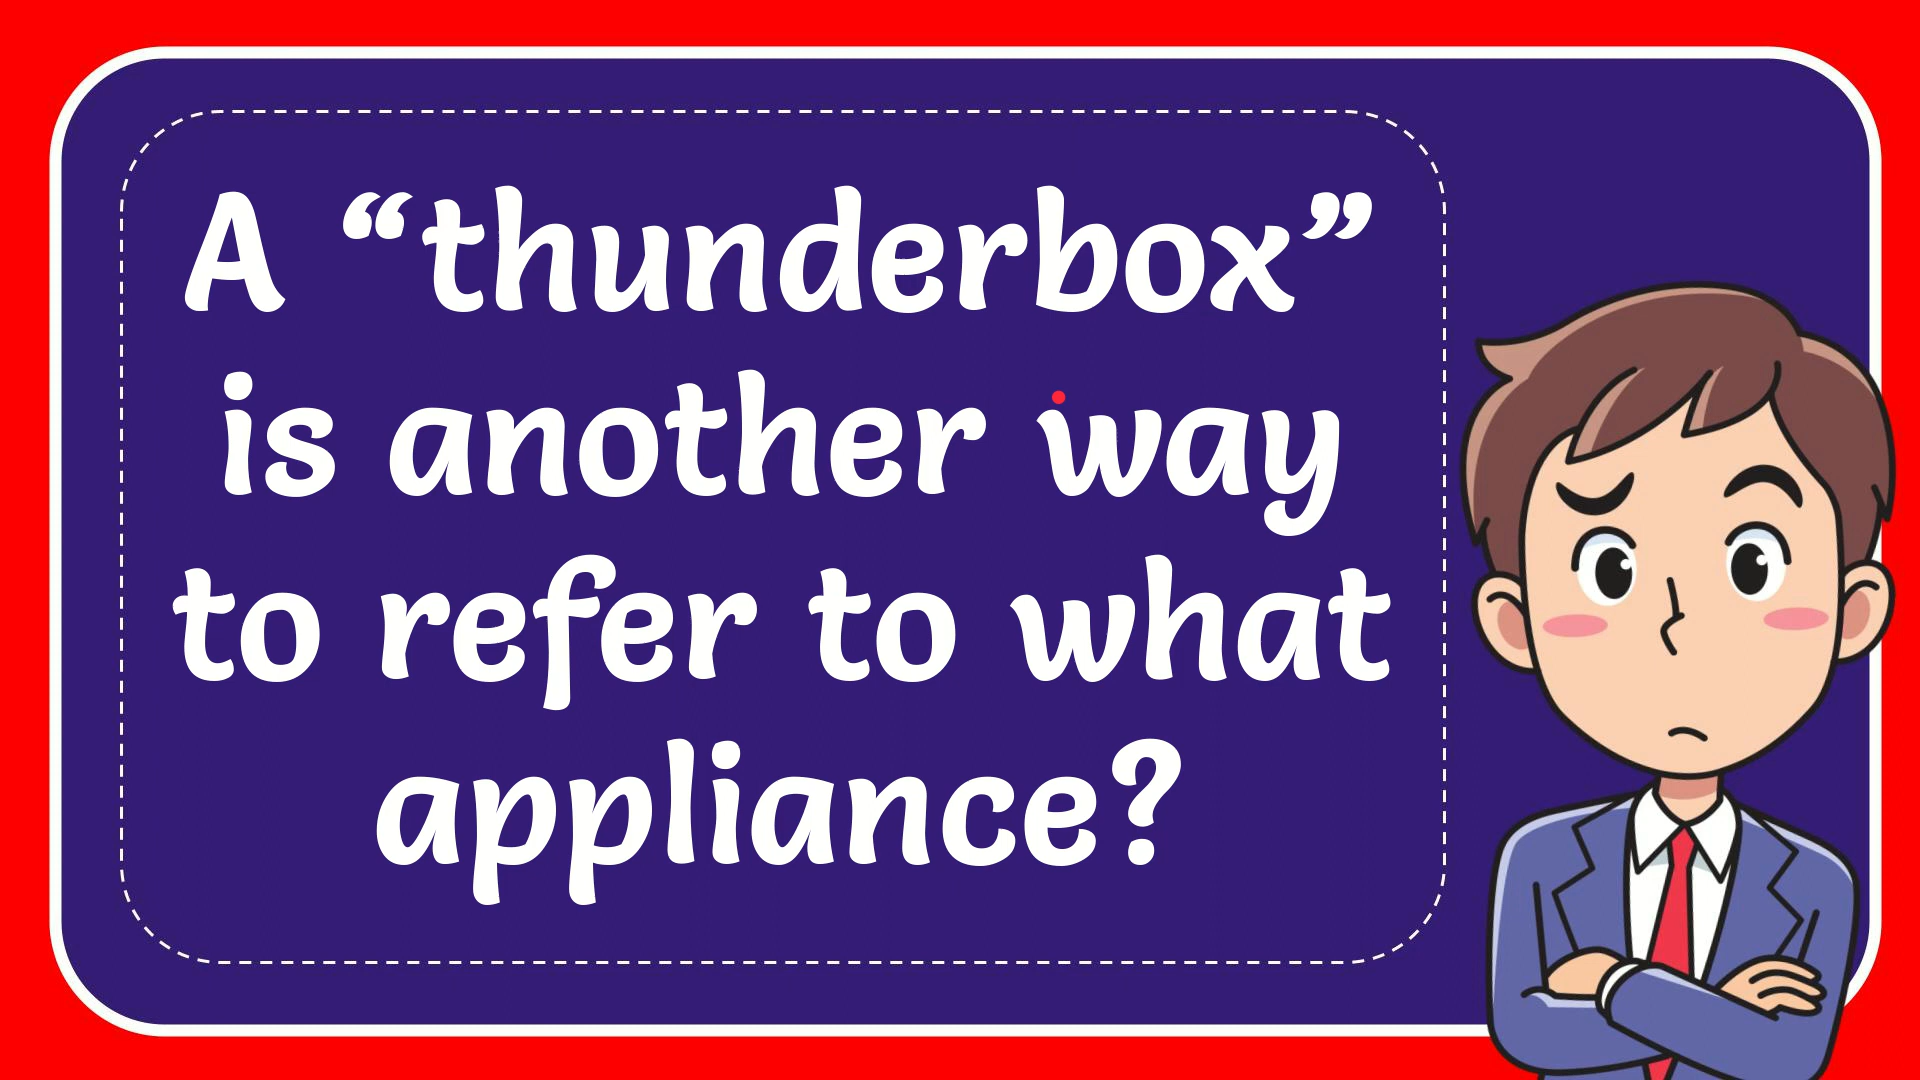 A “thunderbox”
is another way
to refer to what
appliance?